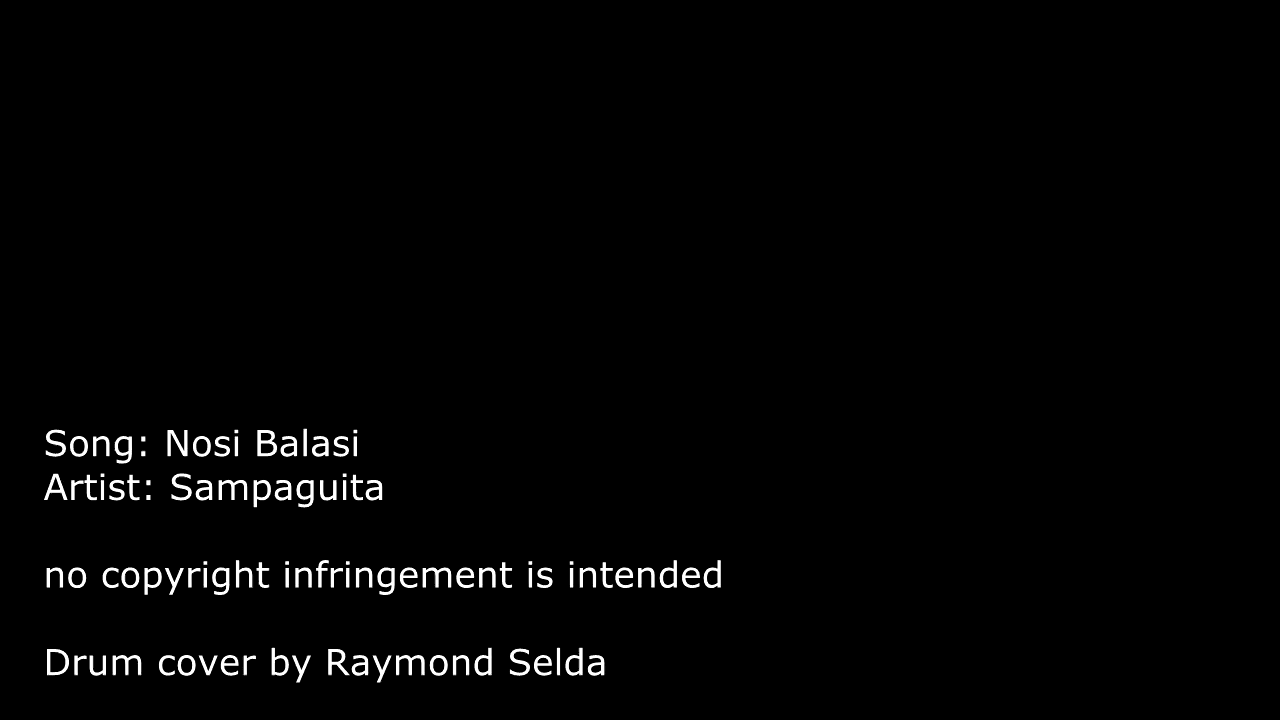 Song: Nosi Balasi
Artist: Sampaguita
no copyright infringement is intended
Drum cover by Raymond Selda